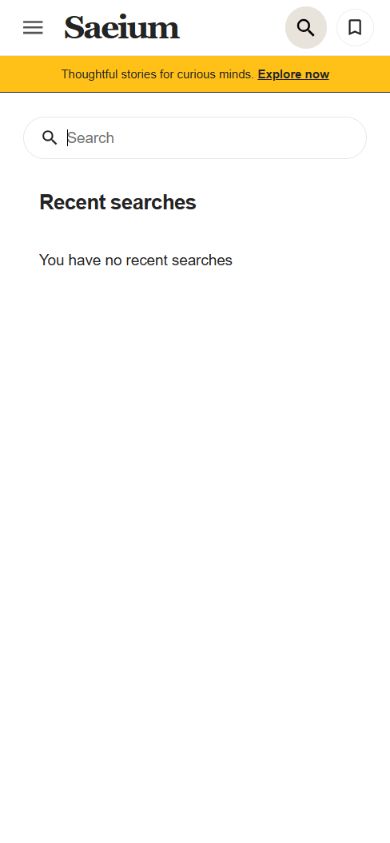 Saeium
Thoughtful stories for curious minds. Explore now
Search
Recent searches
You have no recent searches